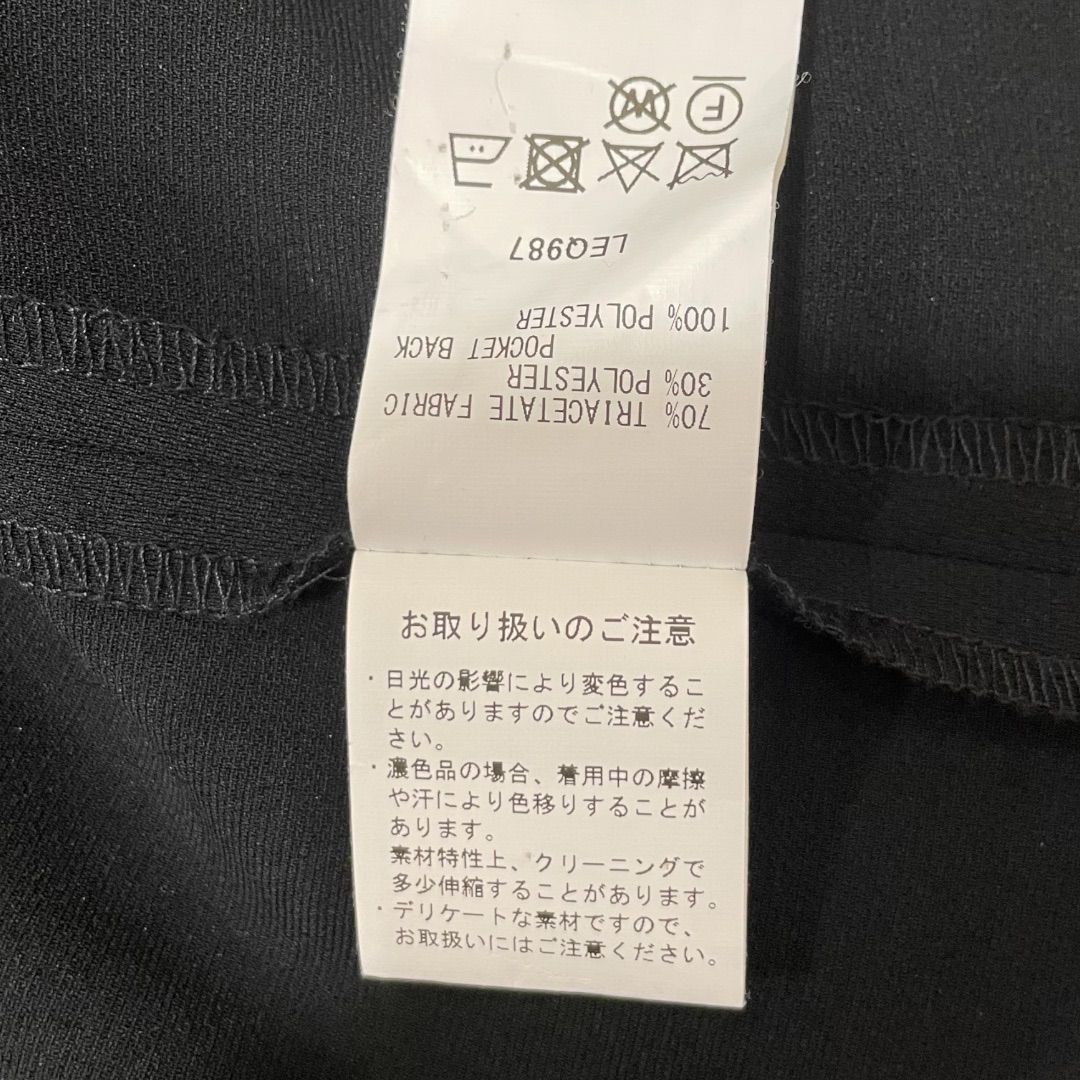 70% TRIACETATE FABRIC
30% POLYESTER
POCKET BACK
100% POLYESTER
LEQ987
W
F
お取り扱いのご注意
・日光の影響により変色するこ
とがありますのでご注意くだ
さい。
・濃色品の場合、着用中の摩擦
や汗により色移りすることが
あります。
素材特性上、クリーニングで
多少伸縮することがあります。
・デリケートな素材ですので、
お取扱いにはご注意ください。